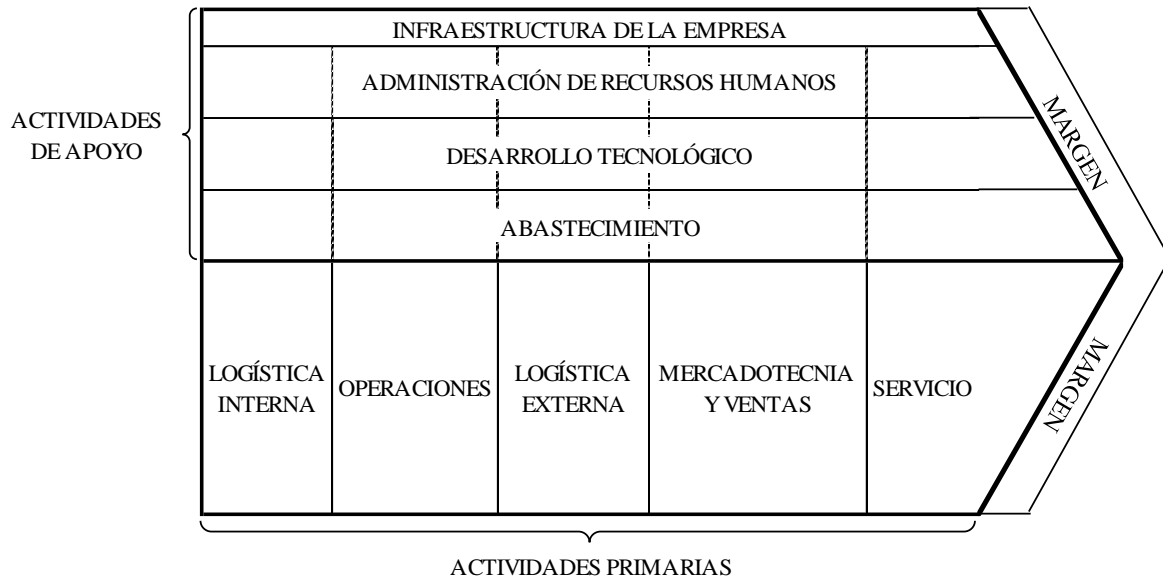 INFRAESTRUCTURA DE LA EMPRESA
ADMINISTRACIÓN DE RECURSOS HUMANOS
ACTIVIDADES
DE APOYO
DESARROLLO TECNOLÓGICO
ABASTECIMIENTO
MARGEN
LOGÍSTICA
INTERNA
OPERACIONES
LOGÍSTICA
EXTERNA
MERCADOTECNIA
Y VENTAS
SERVICIO
MARGEN
ACTIVIDADES PRIMARIAS